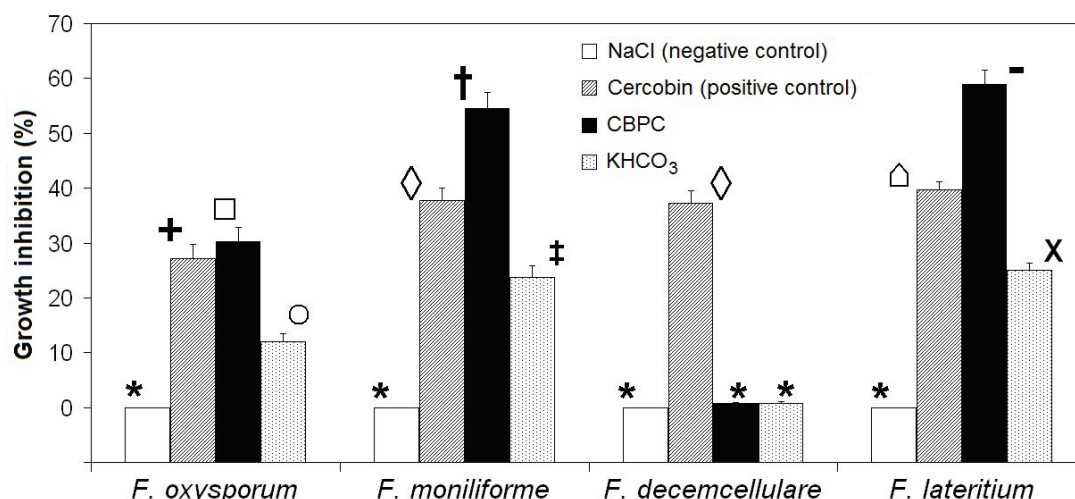 70
60
50
40
30
20
10
0
Growth inhibition (%)
NaCl (negative control)
Cercobin (positive control)
CBPC
KHCO₃
*
+
□
○
*
◊
†
‡
*
◊
*
*
*
⌂
-
X
F. oxysporum
F. moniliforme
F. decemcellulare
F. lateritium